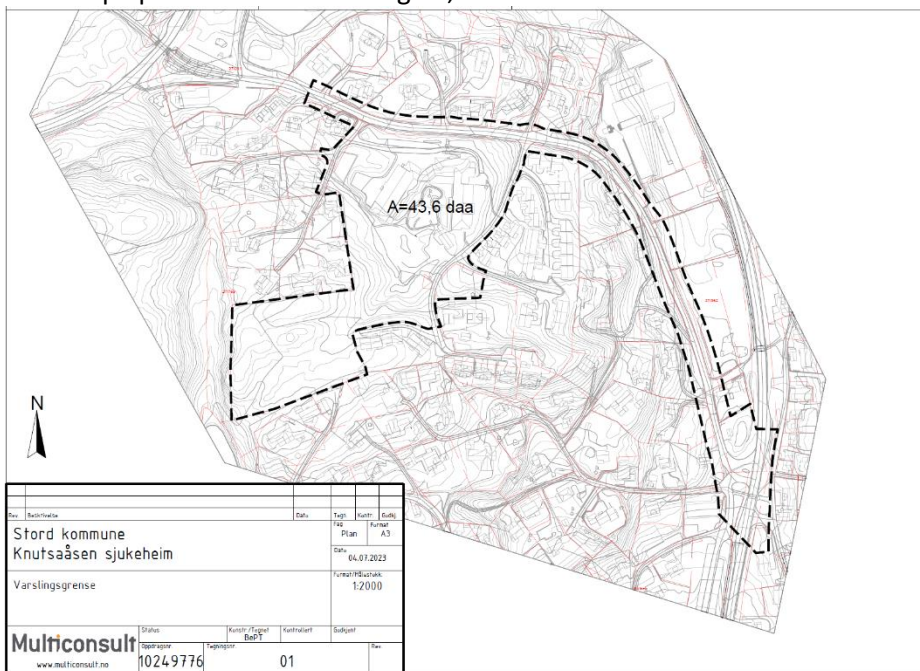 A=43,6 daa
N
Rev Beskrivelse Dato Tegn. Kontr. Godkj
Stord kommune
Knutsaåsen sjukeheim
Fag
Plan
Format
A3
Dato
04.07.2023
Varslingsgrense
Format/Målestokk:
1:2000
Multiconsult
www.multiconsult.no
Status
Konstr./Tegnet
BøPT
Kontrollert
Godkjent
Oppdragsnr
10249776
Tegningsnr
01
Rev.